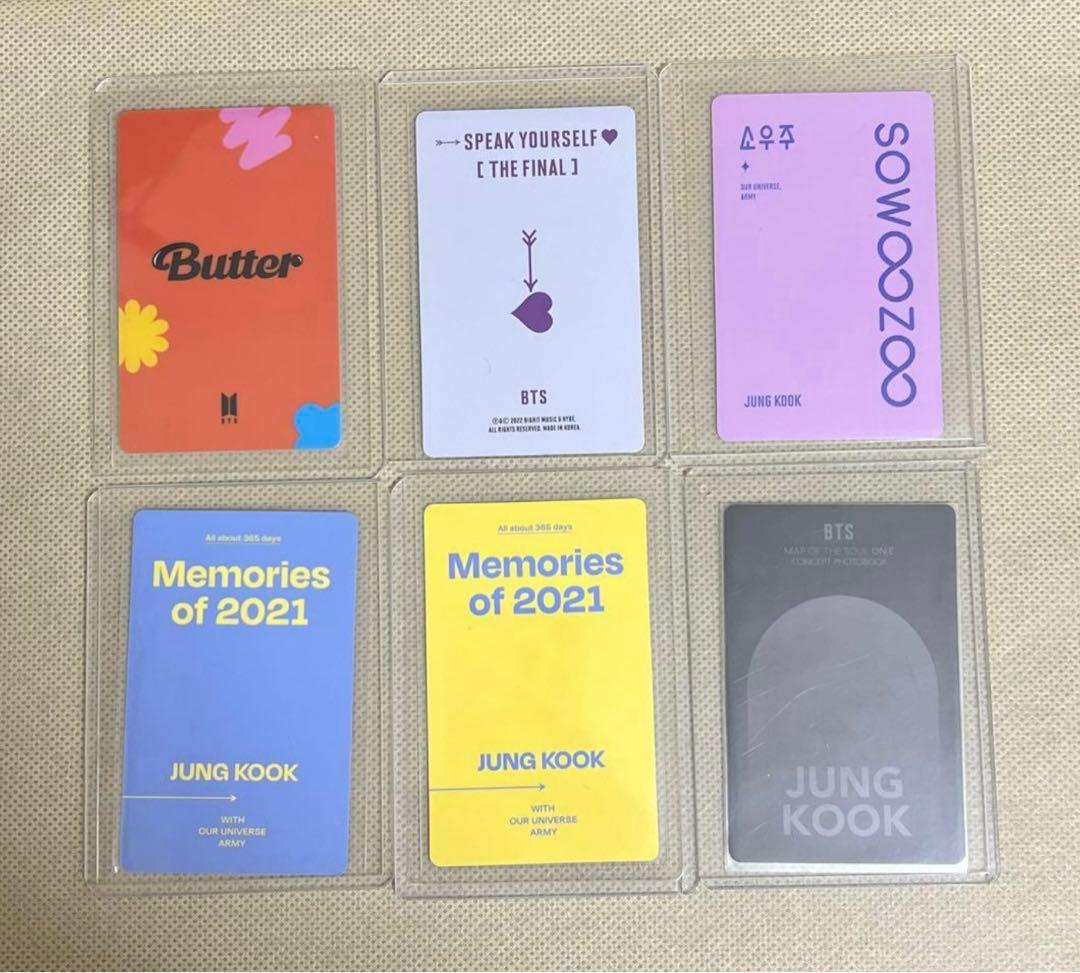 Butter
BTS
SPEAK YOURSELF
[ THE FINAL ]
BTS
ⓟ&ⓒ 2022 BIGHIT MUSIC & HYBE.
ALL RIGHTS RESERVED. MADE IN KOREA.
소우주
OUR UNIVERSE,
ARMY
SOWOOZOO
JUNG KOOK
All about 365 days
Memories
of 2021
JUNG KOOK
WITH
OUR UNIVERSE
ARMY
All about 365 days
Memories
of 2021
JUNG KOOK
WITH
OUR UNIVERSE
ARMY
BTS
MAP OF THE SOUL ON:E
CONCEPT PHOTOBOOK
JUNG
KOOK